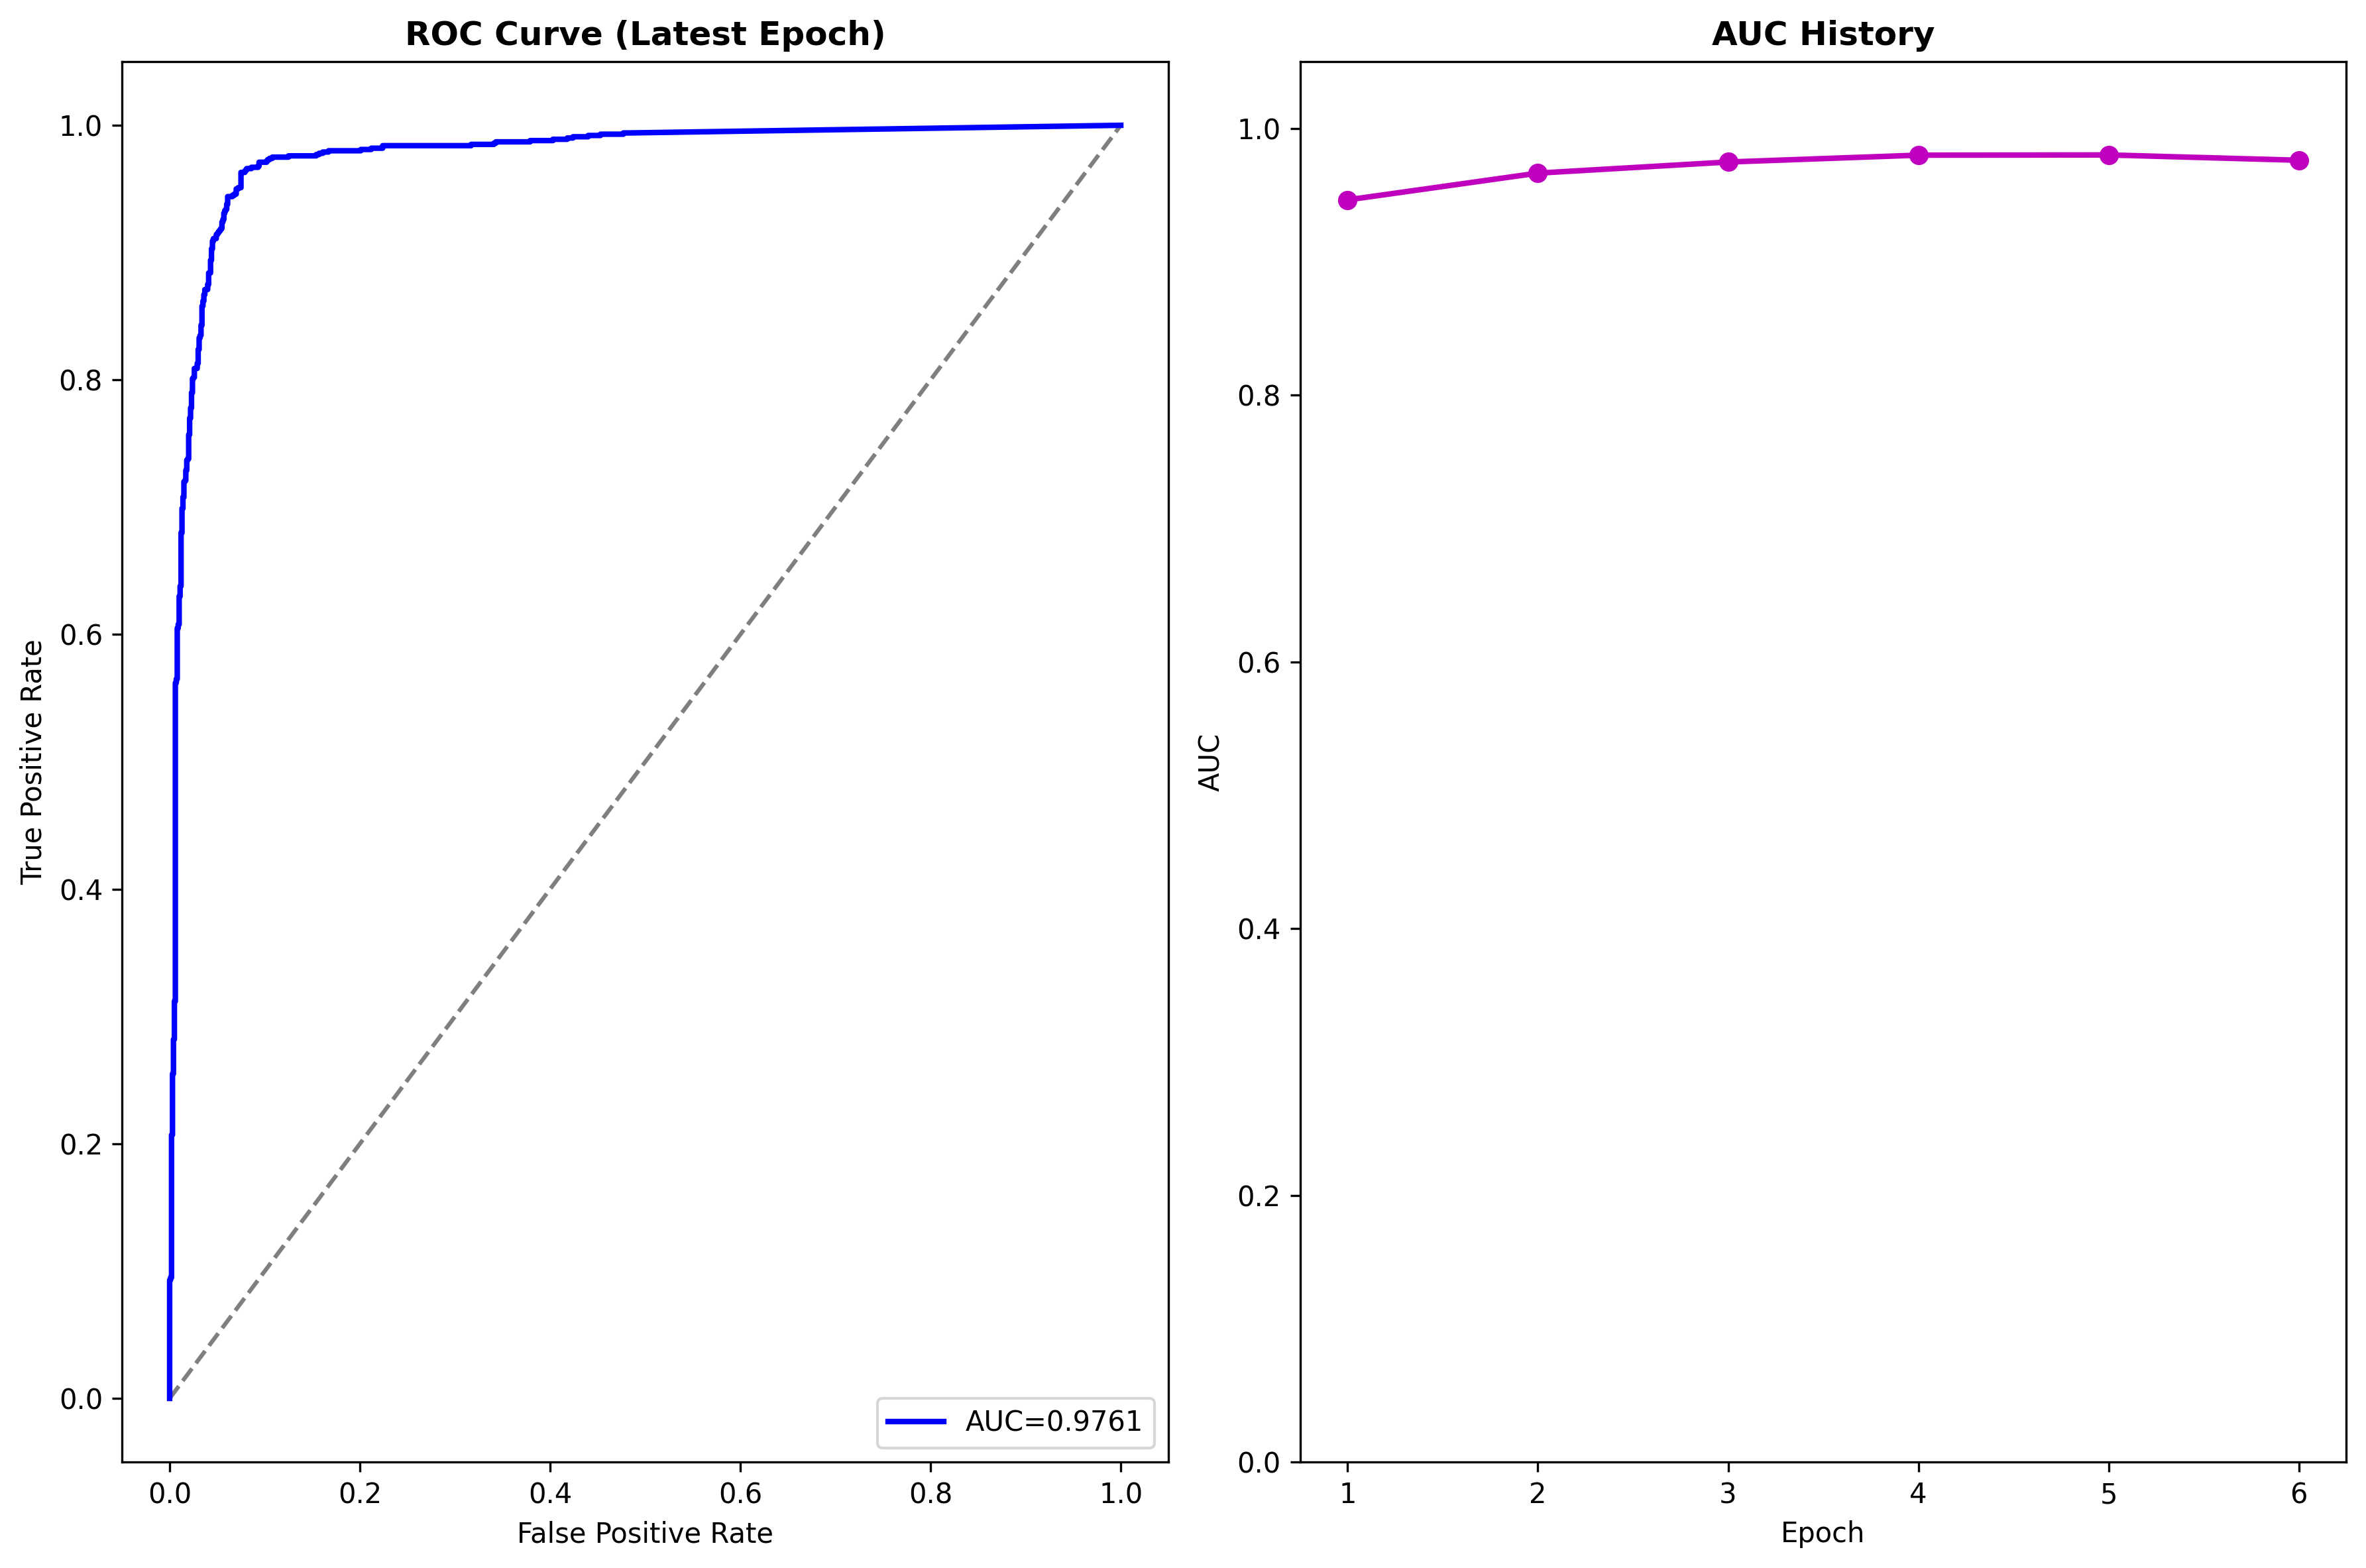 ROC Curve (Latest Epoch)
1.0
0.8
0.6
0.4
0.2
0.0
True Positive Rate
0.0 0.2 0.4 0.6 0.8 1.0
False Positive Rate
AUC=0.9761
AUC History
1.0
0.8
0.6
0.4
0.2
0.0
AUC
1 2 3 4 5 6
Epoch